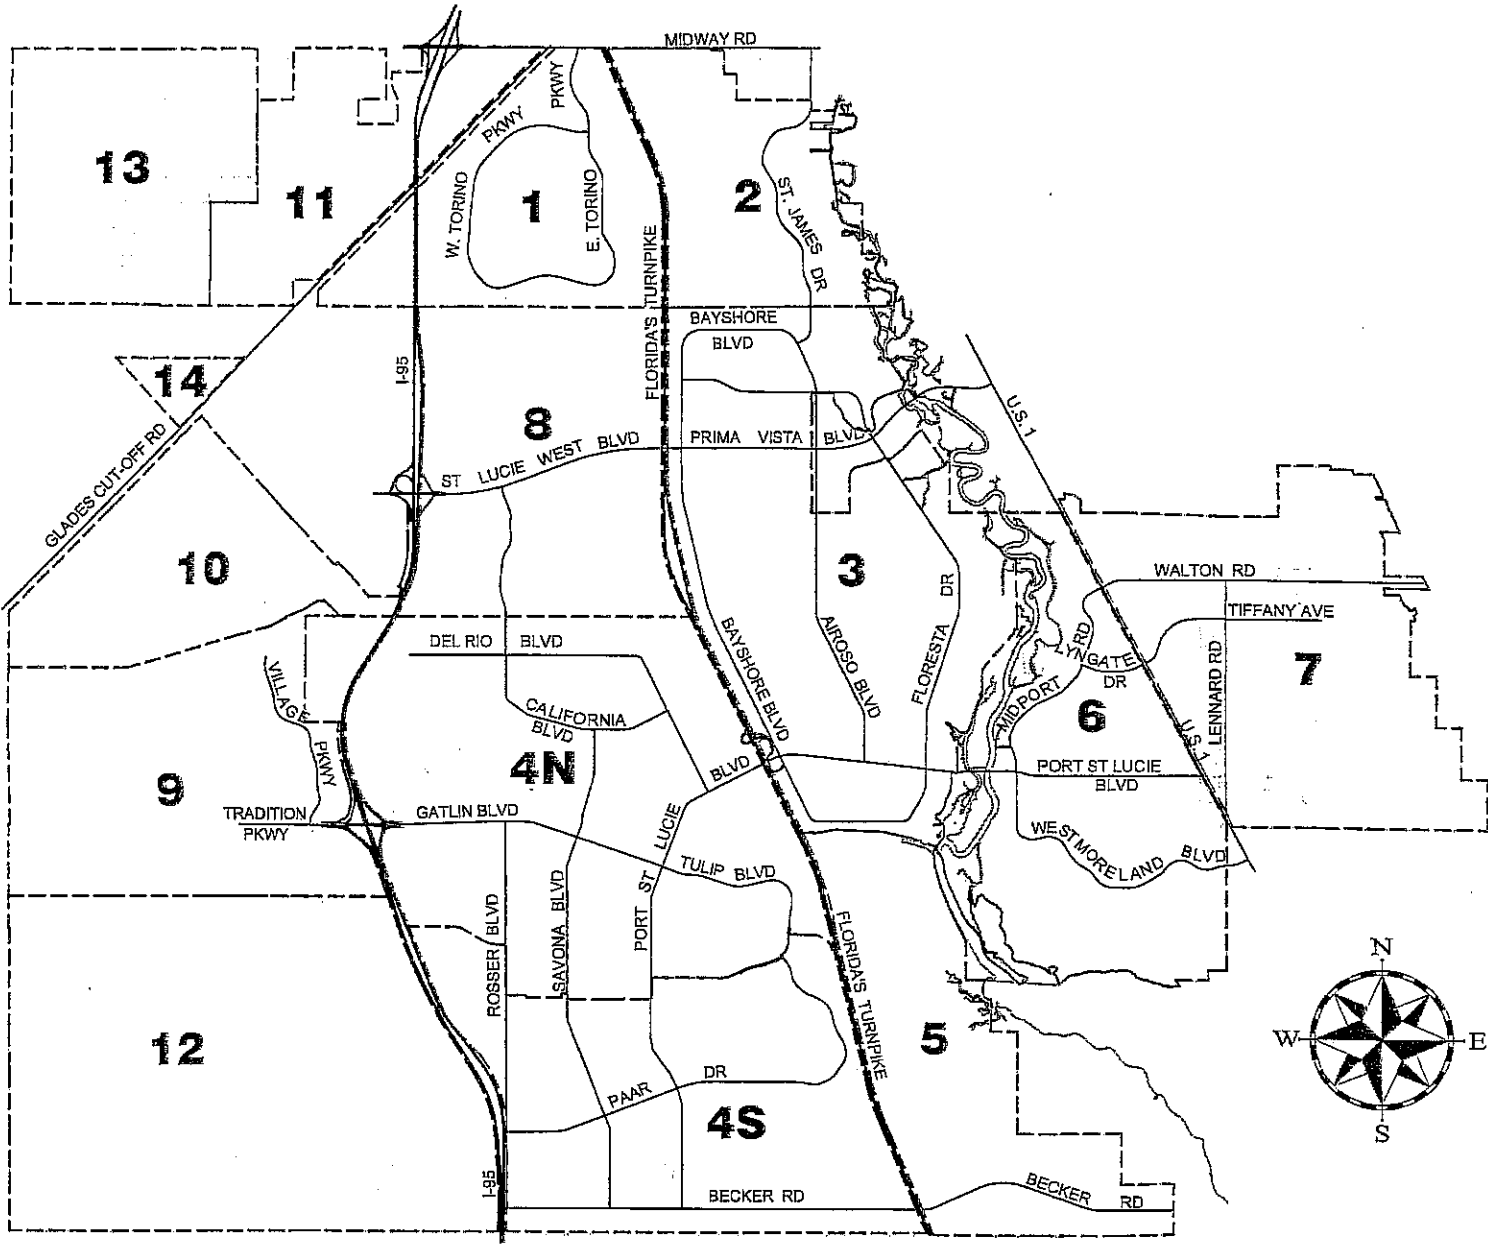 MIDWAY RD
PKWY
PKWY
13
11
1
2
W. TORINO
E. TORINO
ST. JAMES DR
FLORIDA'S TURNPIKE
BAYSHORE
BLVD
I-95
14
U.S. 1
8
ST LUCIE WEST BLVD
PRIMA VISTA BLVD
GLADES CUT-OFF RD
10
3
WALTON RD
TIFFANY AVE
DEL RIO BLVD
BAYSHORE BLVD
AIROSO BLVD
FLORESTA DR
LYNGATE
DR
MIDPORT RD
LENNARD RD
7
VILLAGE
PKWY
CALIFORNIA
BLVD
6
U.S. 1
4N
9
PORT ST LUCIE BLVD
PORT ST LUCIE
BLVD
TRADITION
PKWY
GATLIN BLVD
TULIP BLVD
WESTMORELAND BLVD
ROSSER BLVD
SAVONA BLVD
FLORIDA'S TURNPIKE
N
W
E
S
12
5
PAAR DR
4S
I-95
BECKER RD
BECKER RD